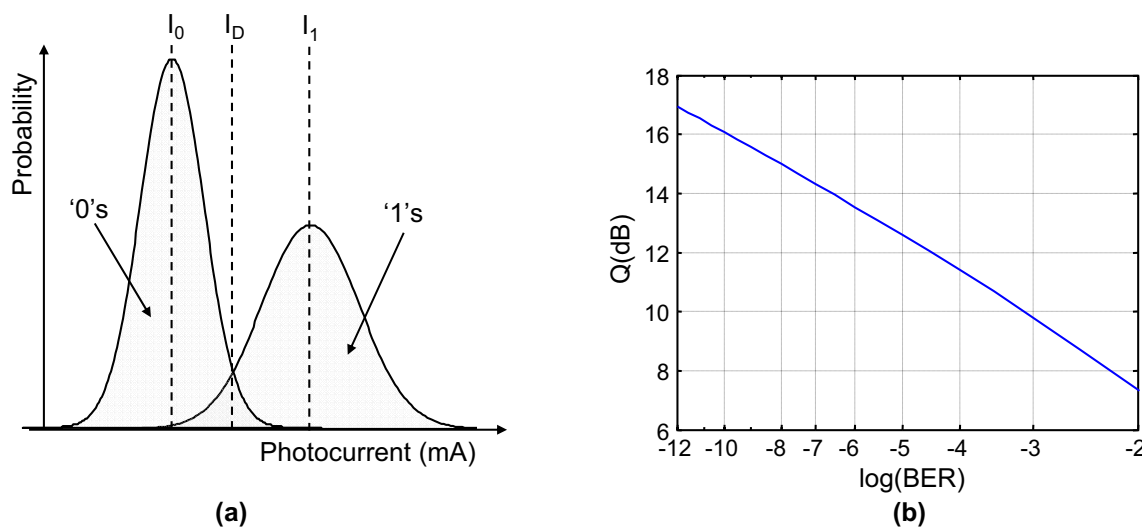 I0 ID I1
Probability
‘0’s
‘1’s
Photocurrent (mA)
(a)
18
16
14
12
10
8
6
Q(dB)
-12 -10 -8 -7 -6 -5 -4 -3 -2
log(BER)
(b)